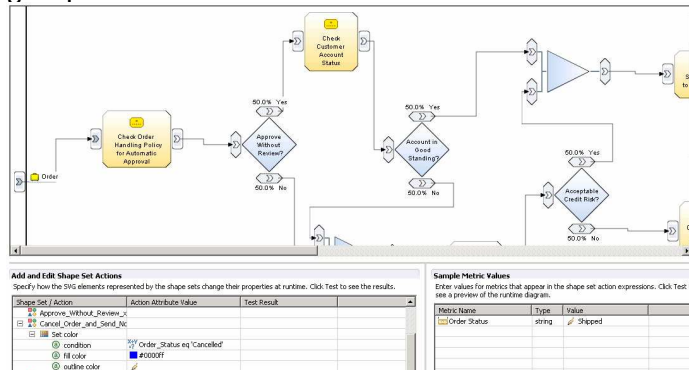 Check
Customer
Account
Status
50.0% Yes
50.0% Yes
Check Order
Handling Policy
for Automatic
Approval
Approve
Without
Review?
Account in
Good
Standing?
50.0% Yes
Order
50.0% No
50.0% No
Acceptable
Credit Risk?
50.0% No
Add and Edit Shape Set Actions
Specify how the SVG elements represented by the shape set change their properties at runtime. Click Test to see the results.
Shape Set / Action Action Attribute Value Test Result
Approve_Without_Review_x
Cancel_Order_and_Send_No
Set color
condition Order_Status eq 'Cancelled'
fill color #0000ff
outline color
Sample Metric Values
Enter values for metrics that appear in the shape set action expressions. Click Test
see a preview of the runtime diagram.
Metric Name Type Value
Order Status string Shipped